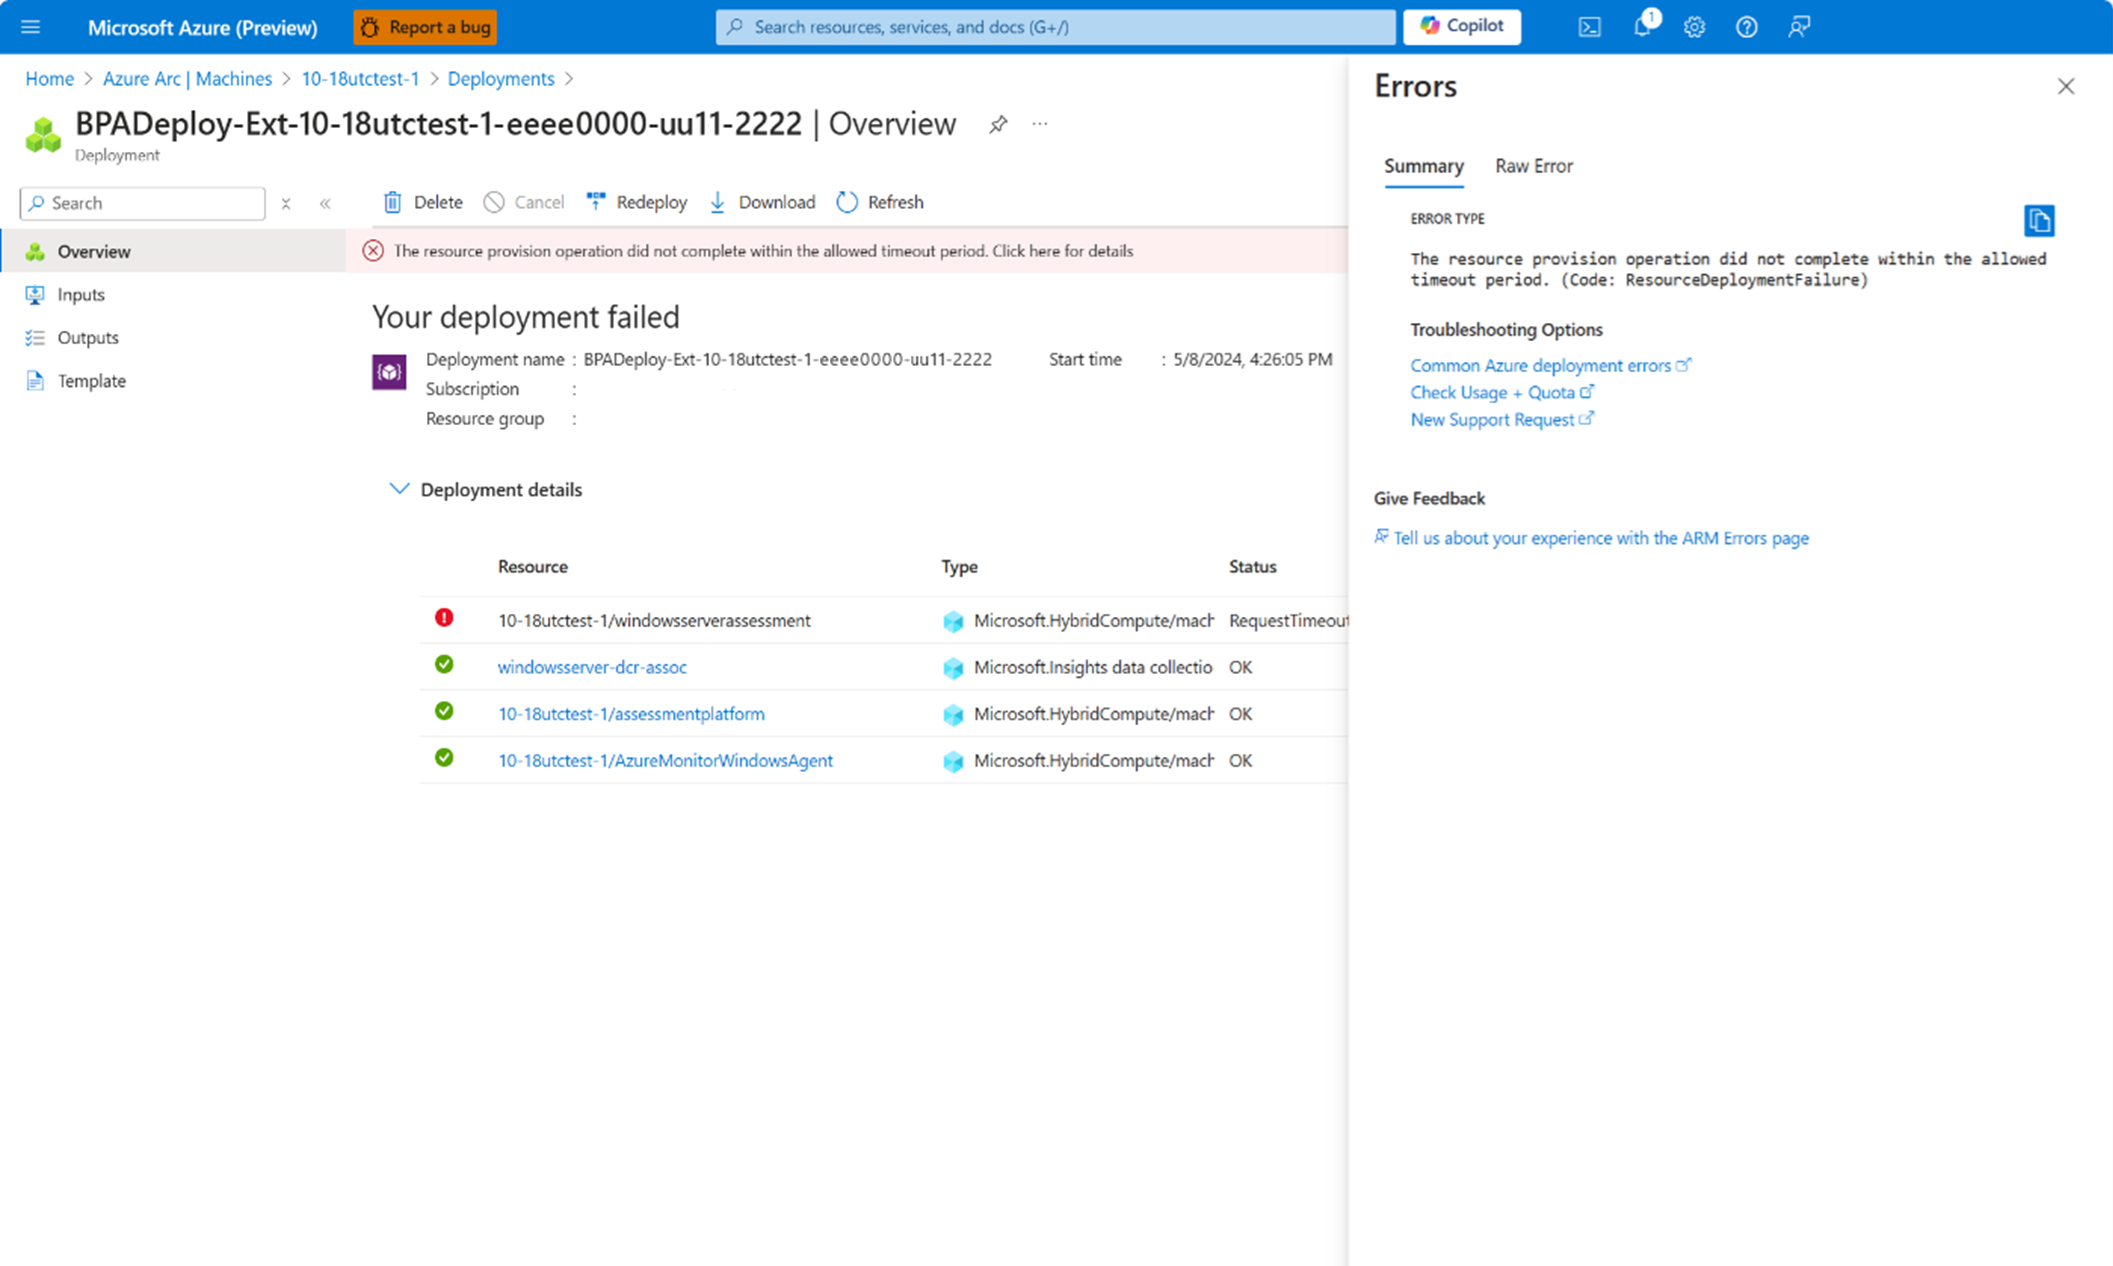 Microsoft Azure (Preview)
Report a bug
Search resources, services, and docs (G+/)
Copilot
1
Home > Azure Arc | Machines > 10-18utctest-1 > Deployments >
BPADeploy-Ext-10-18utctest-1-eeee0000-uu11-2222 | Overview
Deployment
Search
Delete
Cancel
Redeploy
Download
Refresh
Overview
Inputs
Outputs
Template
The resource provision operation did not complete within the allowed timeout period. Click here for details
Your deployment failed
Deployment name : BPADeploy-Ext-10-18utctest-1-eeee0000-uu11-2222
Subscription :
Resource group :
Start time : 5/8/2024, 4:26:05 PM
Deployment details
Resource Type Status
10-18utctest-1/windowsserverassessment Microsoft.HybridCompute/mach RequestTimeout
windowsserver-dcr-assoc Microsoft.Insights data collectio OK
10-18utctest-1/assessmentplatform Microsoft.HybridCompute/mach OK
10-18utctest-1/AzureMonitorWindowsAgent Microsoft.HybridCompute/mach OK
Errors
Summary Raw Error
ERROR TYPE
The resource provision operation did not complete within the allowed
timeout period. (Code: ResourceDeploymentFailure)
Troubleshooting Options
Common Azure deployment errors
Check Usage + Quota
New Support Request
Give Feedback
Tell us about your experience with the ARM Errors page